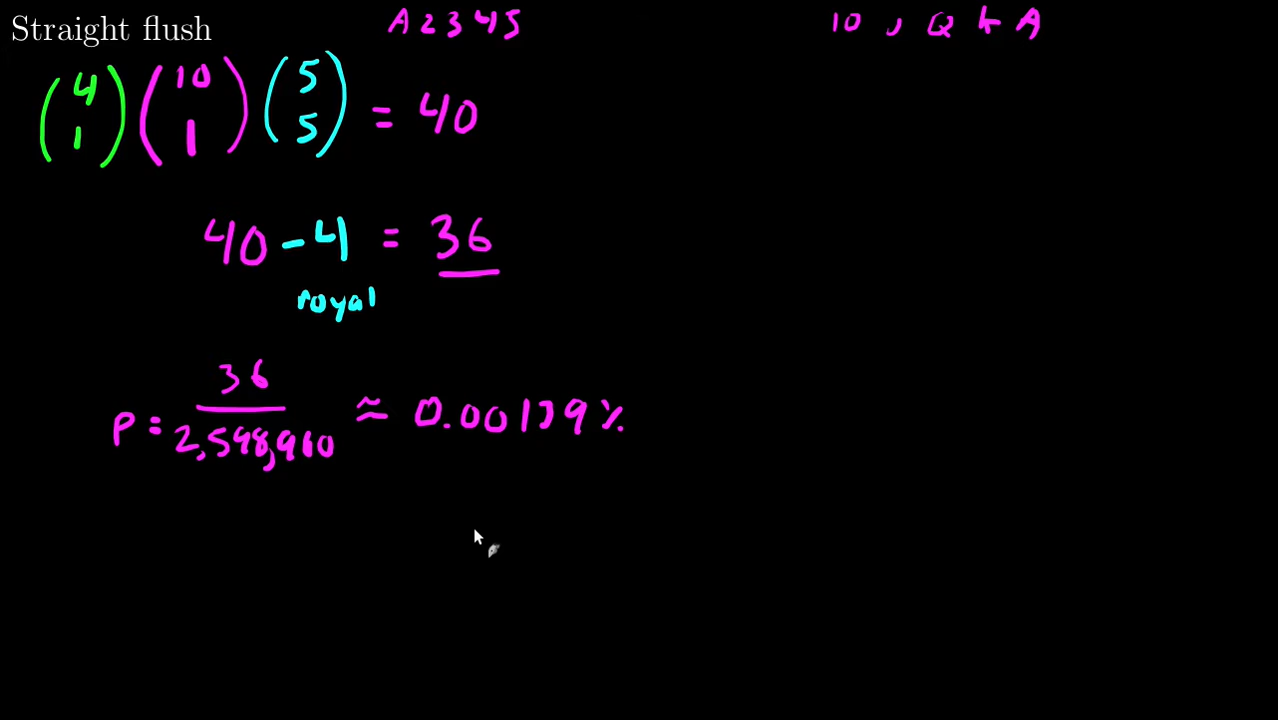 Straight flush
A 2 3 4 5
10 J Q K A
(4 1) (10 1) (5 5) = 40
40 - 4 = 36
royal
P = 36 / 2,598,960 ≈ 0.00139%